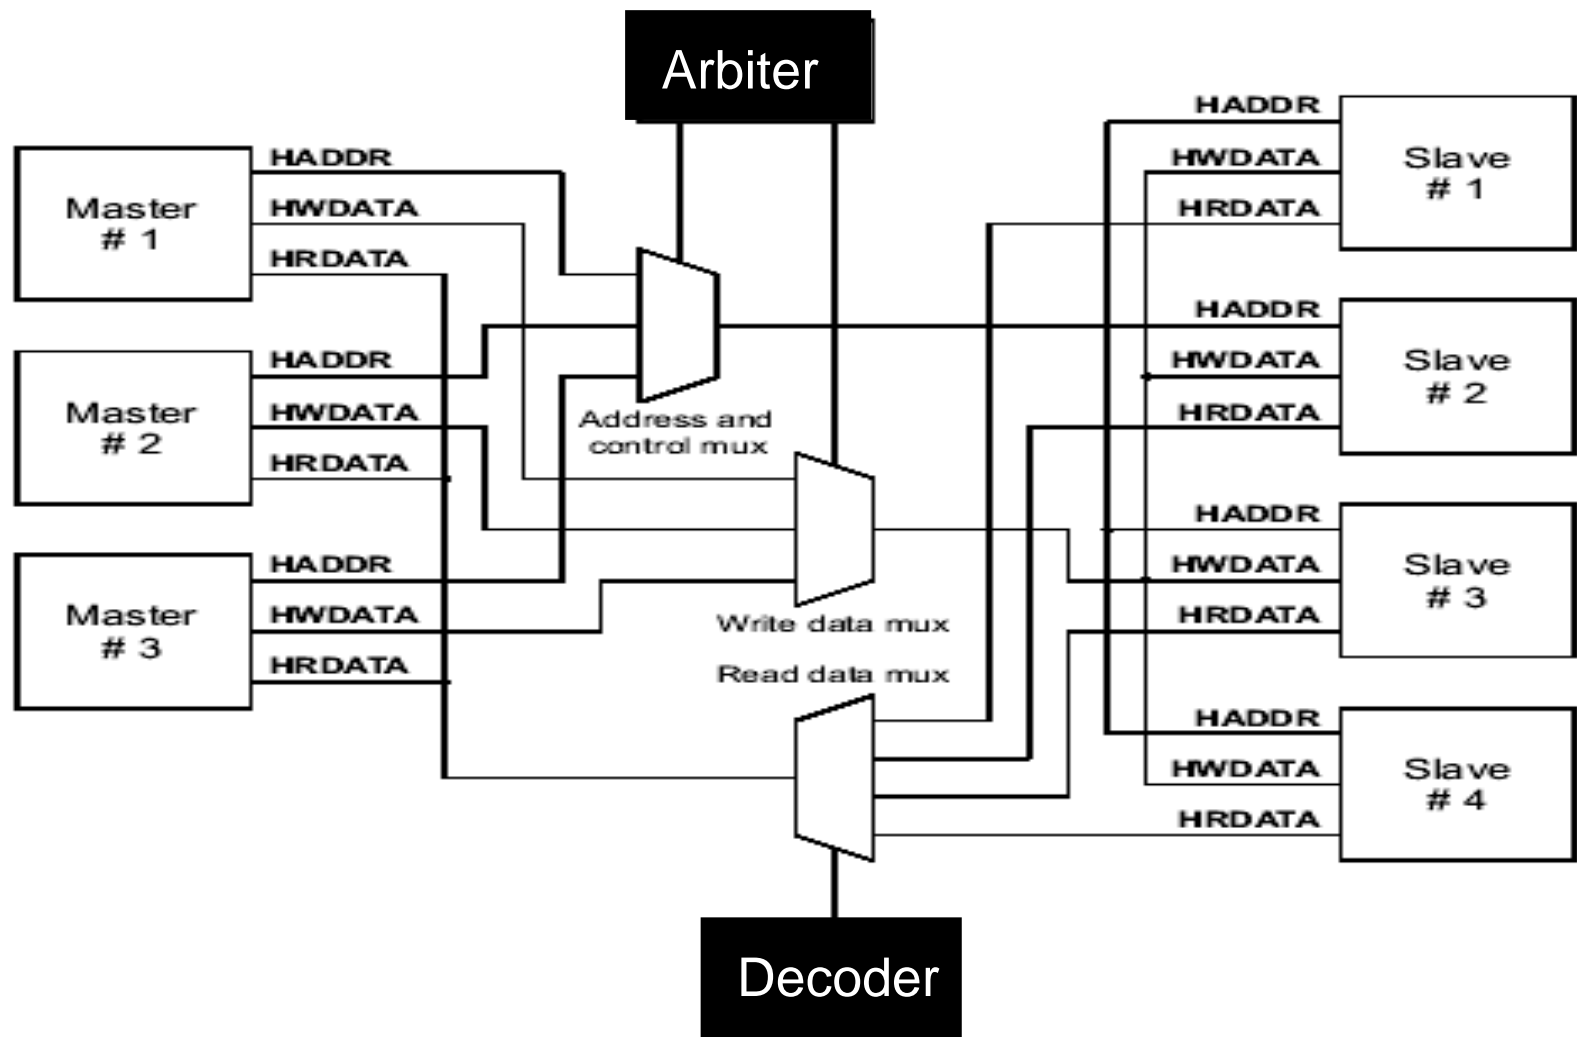 Arbiter
Master
# 1
HADDR
HWDATA
HRDATA
Master
# 2
HADDR
HWDATA
HRDATA
Master
# 3
HADDR
HWDATA
HRDATA
Address and
control mux
Write data mux
Read data mux
HADDR
HWDATA
HRDATA
Slave
# 1
HADDR
HWDATA
HRDATA
Slave
# 2
HADDR
HWDATA
HRDATA
Slave
# 3
HADDR
HWDATA
HRDATA
Slave
# 4
Decoder